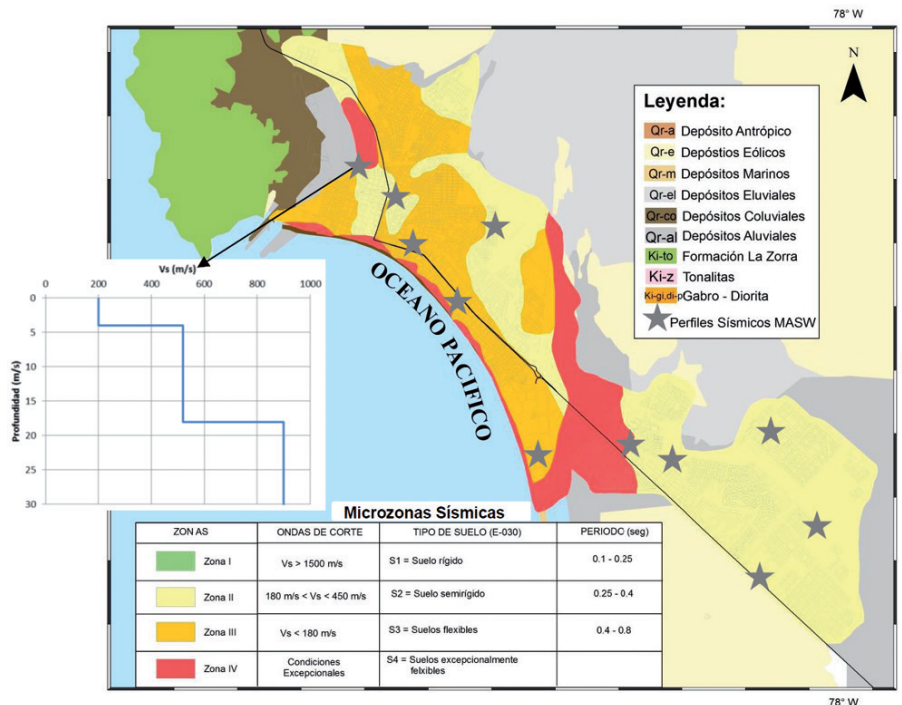 78° W
N
Leyenda:
Qr-a Depósito Antrópico
Qr-e Depóstios Eólicos
Qr-m Depósitos Marinos
Qr-el Depósitos Eluviales
Qr-co Depósitos Coluviales
Qr-al Depósitos Aluviales
Ki-to Formación La Zorra
Ki-z Tonalitas
Ki-gi,di-p Gabro - Diorita
Perfiles Sísmicos MASW
OCEANO PACIFICO
Vs (m/s)
0 200 400 600 800 1000
Profundidad (m/s)
0
5
10
15
20
25
30
Microzonas Sísmicas
ZONAS ONDAS DE CORTE TIPO DE SUELO (E-030) PERIODC (seg)
Zona I Vs > 1500 m/s S1 = Suelo rígido 0.1 - 0.25
Zona II 180 m/s < Vs < 450 m/s S2 = Suelo semirígido 0.25 - 0.4
Zona III Vs < 180 m/s S3 = Suelos flexibles 0.4 - 0.8
Zona IV Condiciones Excepcionales S4 = Suelos excepcionalmente felxibles
78° W